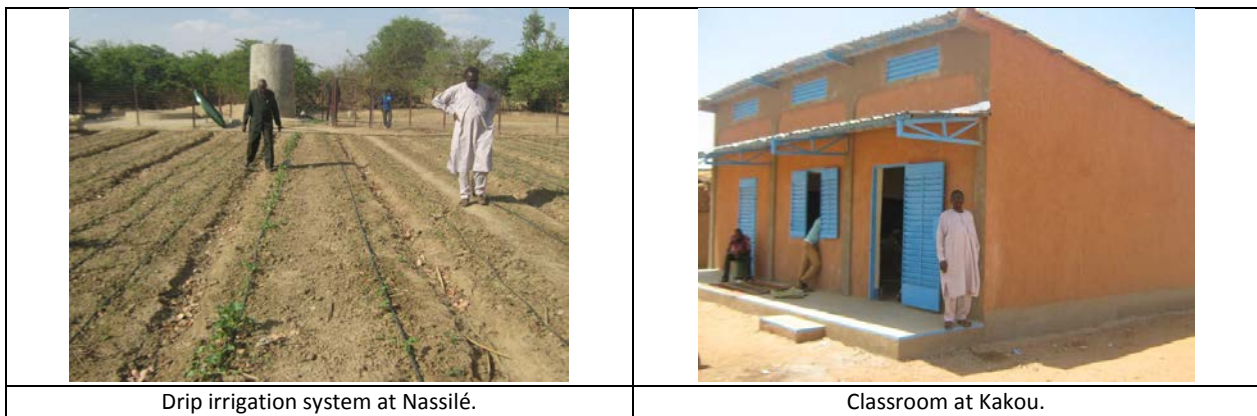 Drip irrigation system at Nassilé.
Classroom at Kakou.